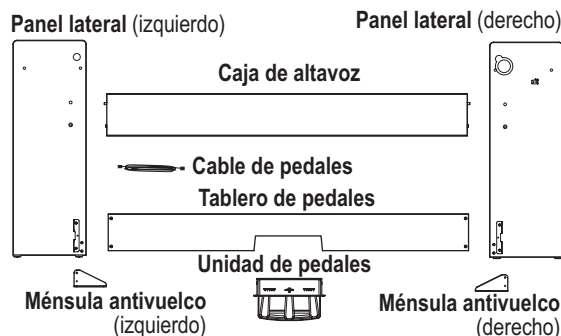 Panel lateral (izquierdo)
Panel lateral (derecho)
Caja de altavoz
Cable de pedales
Tablero de pedales
Unidad de pedales
Ménsula antivuelco
(izquierdo)
Ménsula antivuelco
(derecho)